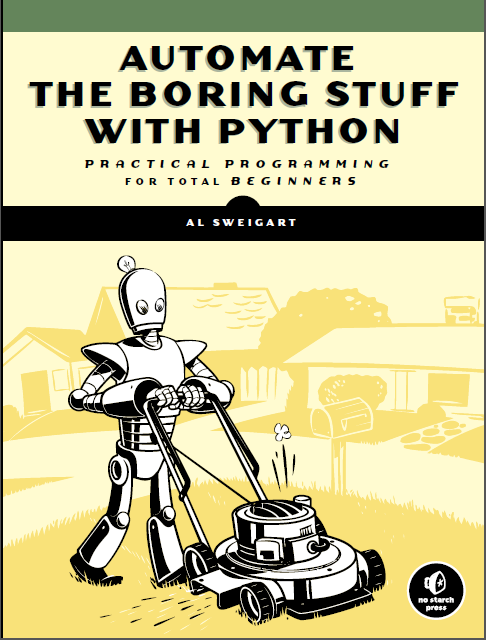 AUTOMATE
THE BORING STUFF
WITH PYTHON
PRACTICAL PROGRAMMING
FOR TOTAL BEGINNERS
AL SWEIGART
no starch
press